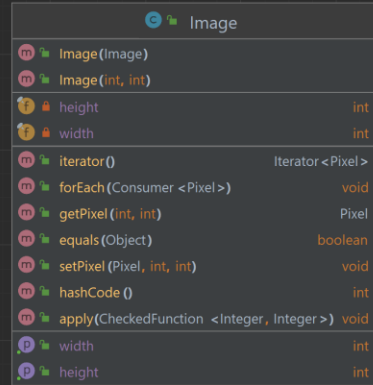 C Image
m Image(Image)
m Image(int, int)
f height int
f width int
m iterator() Iterator<Pixel>
m forEach(Consumer <Pixel>) void
m getPixel(int, int) Pixel
m equals(Object) boolean
m setPixel(Pixel, int, int) void
m hashCode () int
m apply(CheckedFunction <Integer, Integer>) void
p width int
p height int